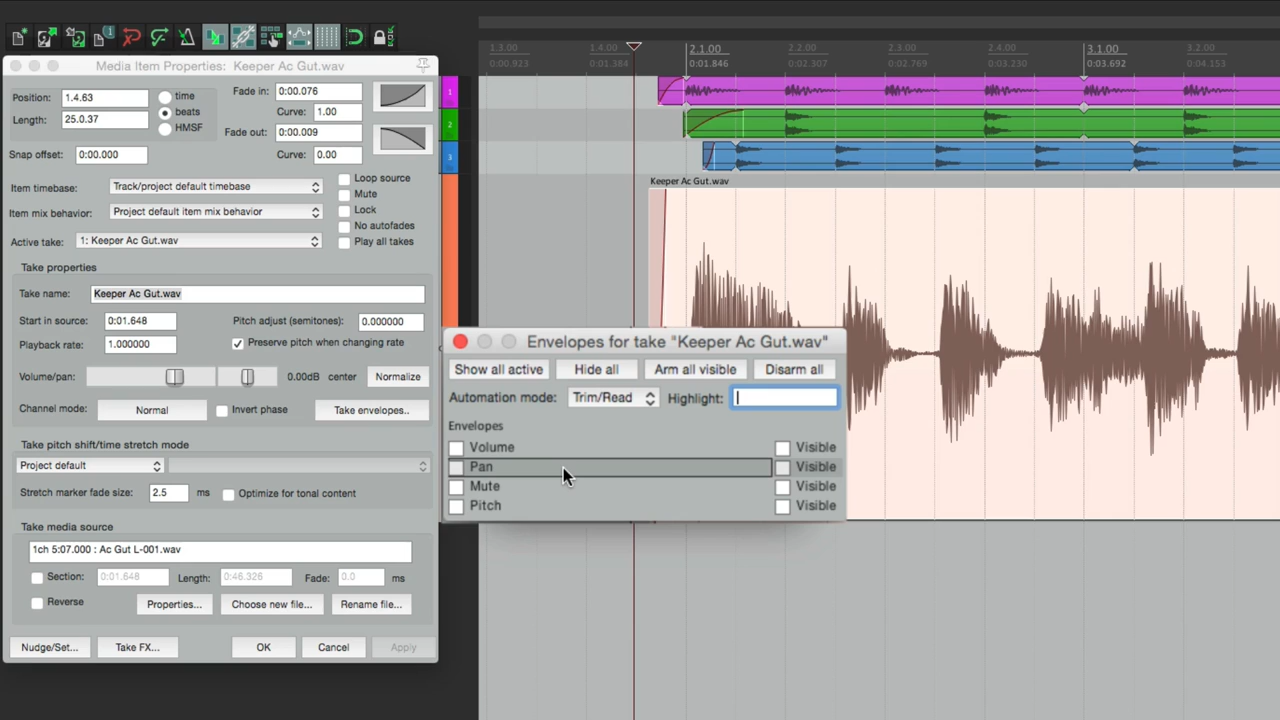 1.3.00 1.4.00 2.1.00 2.2.00 2.3.00 2.4.00 3.1.00 3.2.00
0:00.923 0:01.384 0:01.846 0:02.307 0:02.769 0:03.230 0:03.692 0:04.153
Media Item Properties: Keeper Ac Gut.wav
Position: 1.4.63
Length: 25.0.37
time
beats
HMSF
Fade in: 0:00.076
Curve: 1.00
Fade out: 0:00.009
Curve: 0.00
Snap offset: 0:00.000
Item timebase: Track/project default timebase
Item mix behavior: Project default item mix behavior
Active take: 1: Keeper Ac Gut.wav
Loop source
Mute
Lock
No autofades
Play all takes
Take properties
Take name: Keeper Ac Gut.wav
Start in source: 0:01.648 Pitch adjust (semitones): 0.000000
Playback rate: 1.000000 Preserve pitch when changing rate
Volume/pan: 0.00dB center Normalize
Channel mode: Normal Invert phase Take envelopes..
Take pitch shift/time stretch mode
Project default
Stretch marker fade size: 2.5 ms Optimize for tonal content
Take media source
1ch 5:07.000 : Ac Gut L-001.wav
Section: 0:01.648 Length: 0:46.326 Fade: 0.0 ms
Reverse Properties... Choose new file... Rename file...
Nudge/Set... Take FX... OK Cancel Apply
1
2
3
Keeper Ac Gut.wav
Envelopes for take "Keeper Ac Gut.wav"
Show all active Hide all Arm all visible Disarm all
Automation mode: Trim/Read Highlight:
Envelopes
Volume Visible
Pan Visible
Mute Visible
Pitch Visible